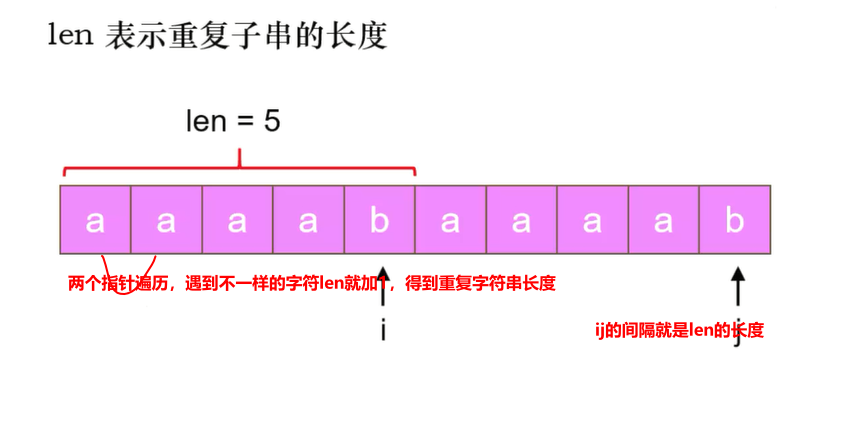 len 表示重复子串的长度
len = 5
a a a a b a a a a b
两个指针遍历，遇到不一样的字符len就加1，得到重复字符串长度
ij的间隔就是len的长度
i
j